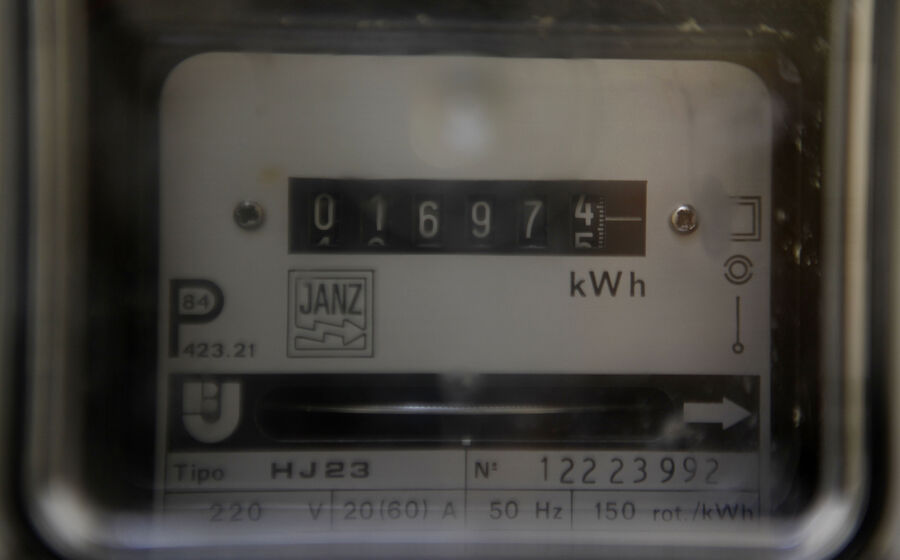 016974
kWh
84
JANZ
P
423.21
Tipo HJ23 Nº 12223992
220 V 20(60) A 50 Hz 150 rot./kWh